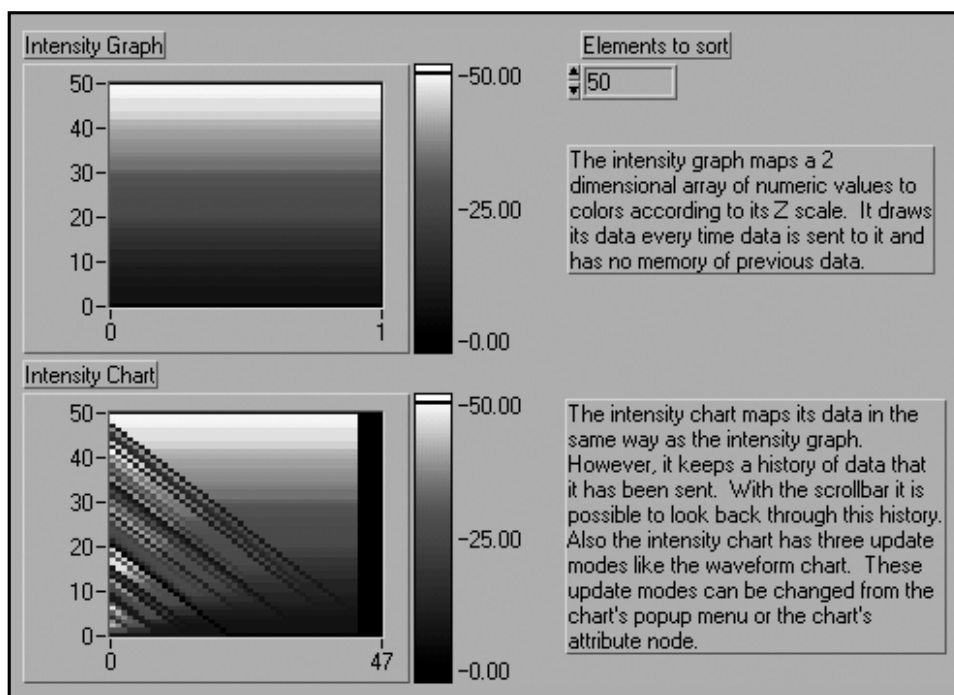 Intensity Graph
50-
40-
30-
20-
10-
0-
0
1
-50.00
-25.00
-0.00
Elements to sort
50
The intensity graph maps a 2
dimensional array of numeric values to
colors according to its Z scale. It draws
its data every time data is sent to it and
has no memory of previous data.
Intensity Chart
50-
40-
30-
20-
10-
0-
0
47
-50.00
-25.00
-0.00
The intensity chart maps its data in the
same way as the intensity graph.
However, it keeps a history of data that
it has been sent. With the scrollbar it is
possible to look back through this history.
Also the intensity chart has three update
modes like the waveform chart. These
update modes can be changed from the
chart's popup menu or the chart's
attribute node.